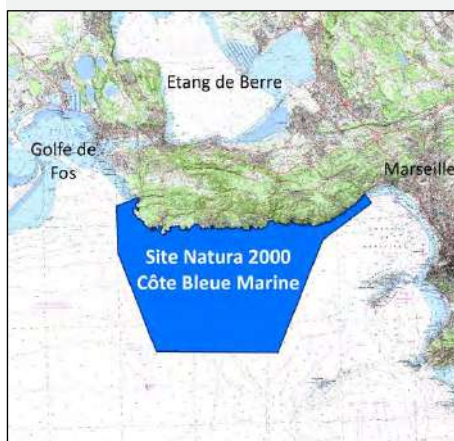 Etang de Berre
Golfe de
Fos
Marseille
Site Natura 2000
Côte Bleue Marine